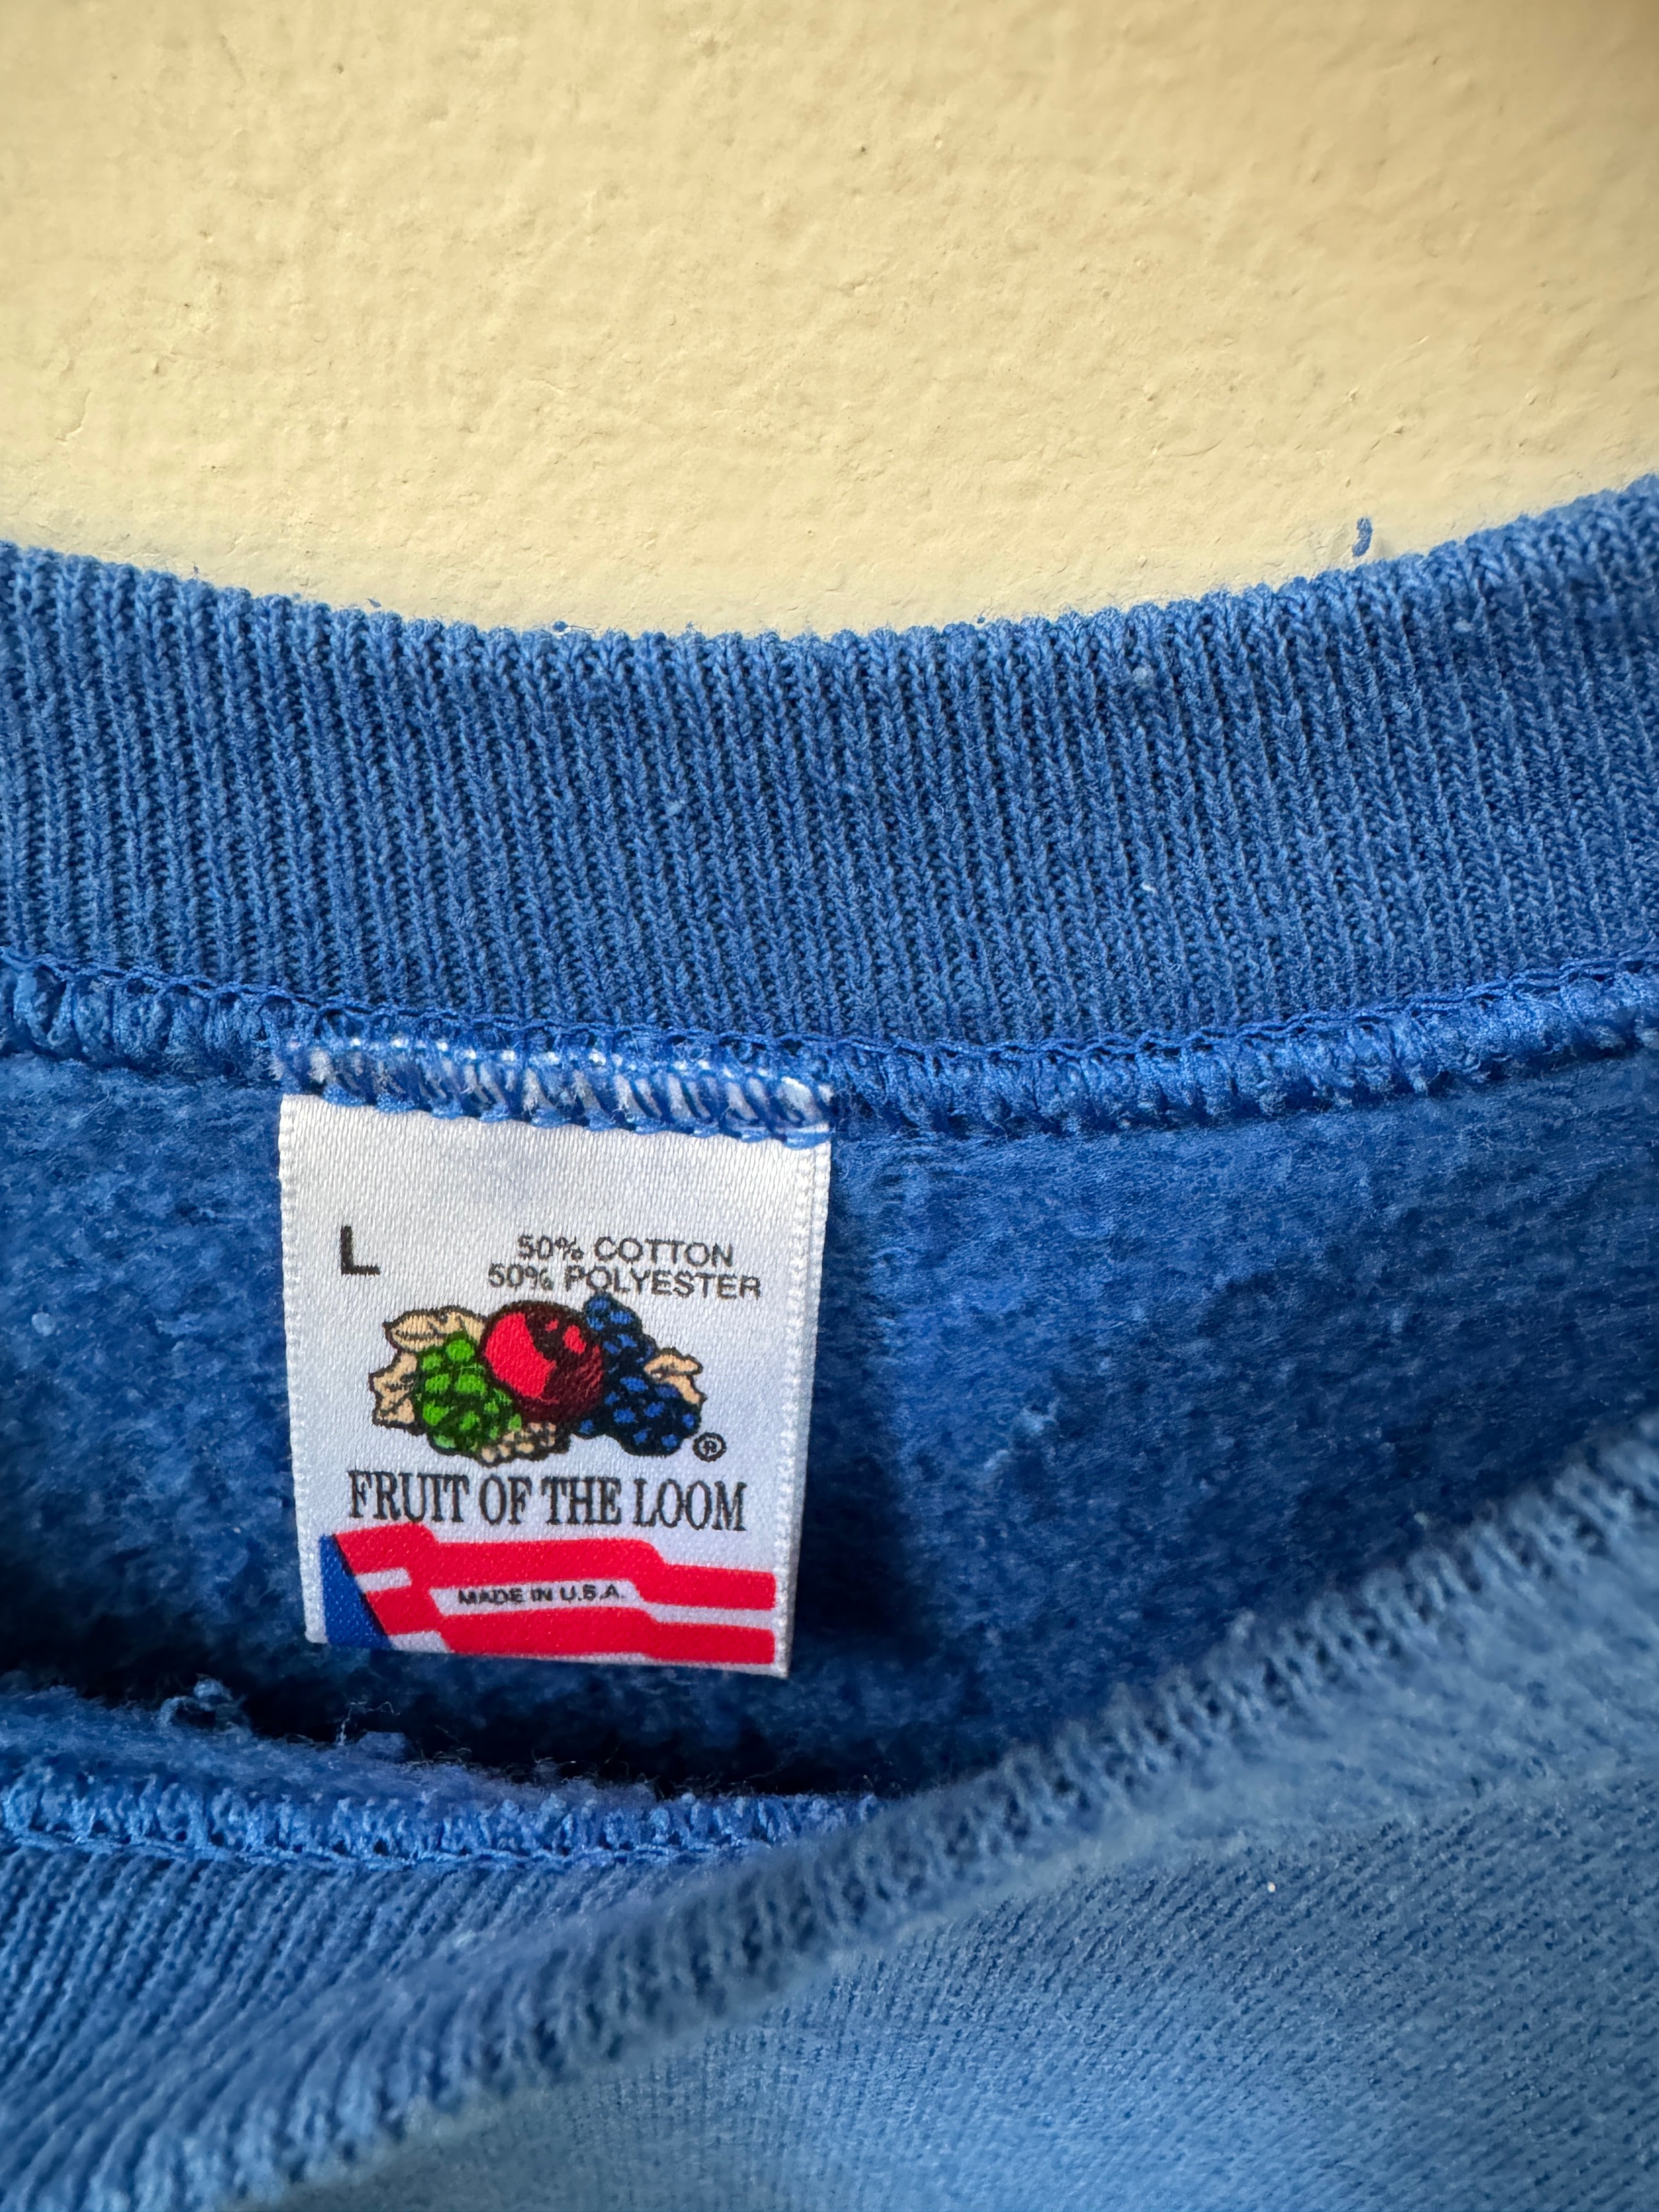 L
50% COTTON
50% POLYESTER
®
FRUIT OF THE LOOM
MADE IN U.S.A.